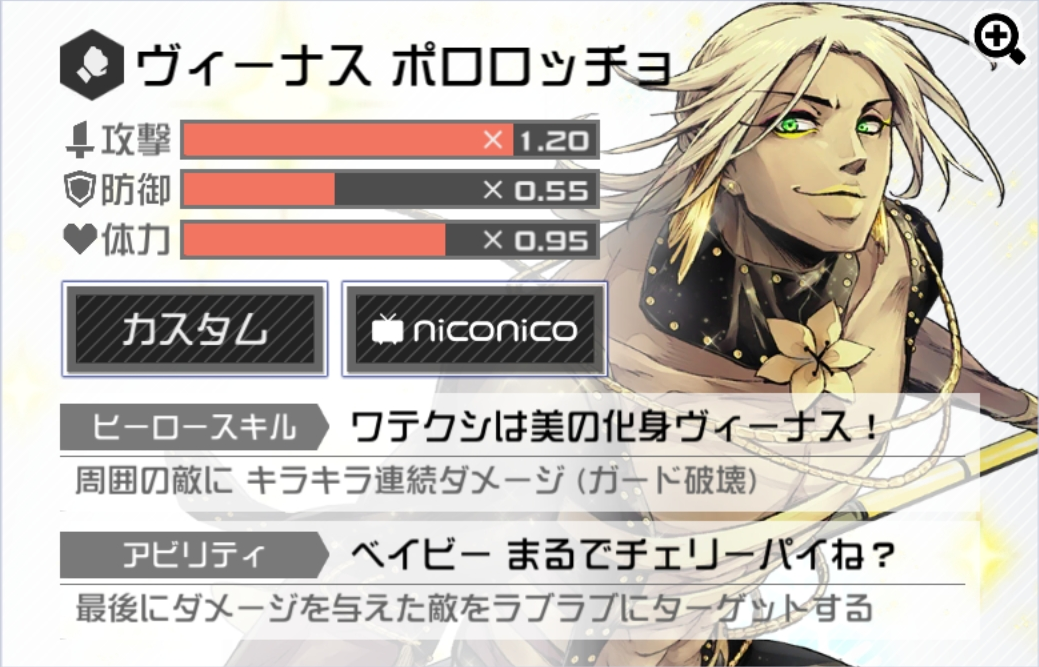 ヴィーナス ポロロッチョ
攻撃 × 1.20
防御 × 0.55
体力 × 0.95
カスタム niconico
ヒーロースキル ワテクシは美の化身ヴィーナス！
周囲の敵に キラキラ連続ダメージ (ガード破壊)
アビリティ ベイビー まるでチェリーパイね？
最後にダメージを与えた敵をラブラブにターゲットする